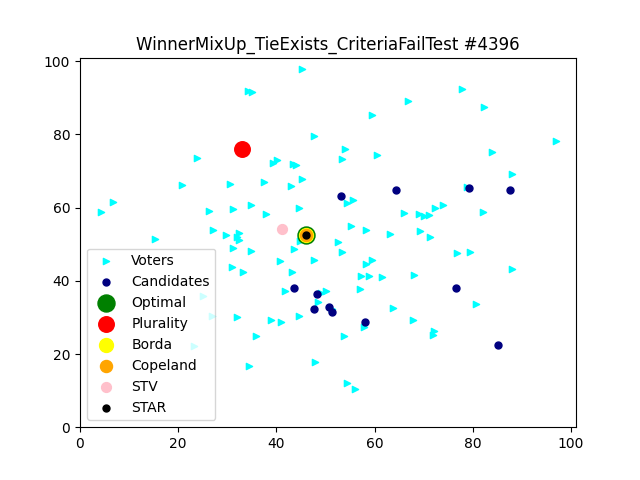 WinnerMixUp_TieExists_CriteriaFailTest #4396
100
80
60
40
20
0
Voters
Candidates
Optimal
Plurality
Borda
Copeland
STV
STAR
0
20
40
60
80
100